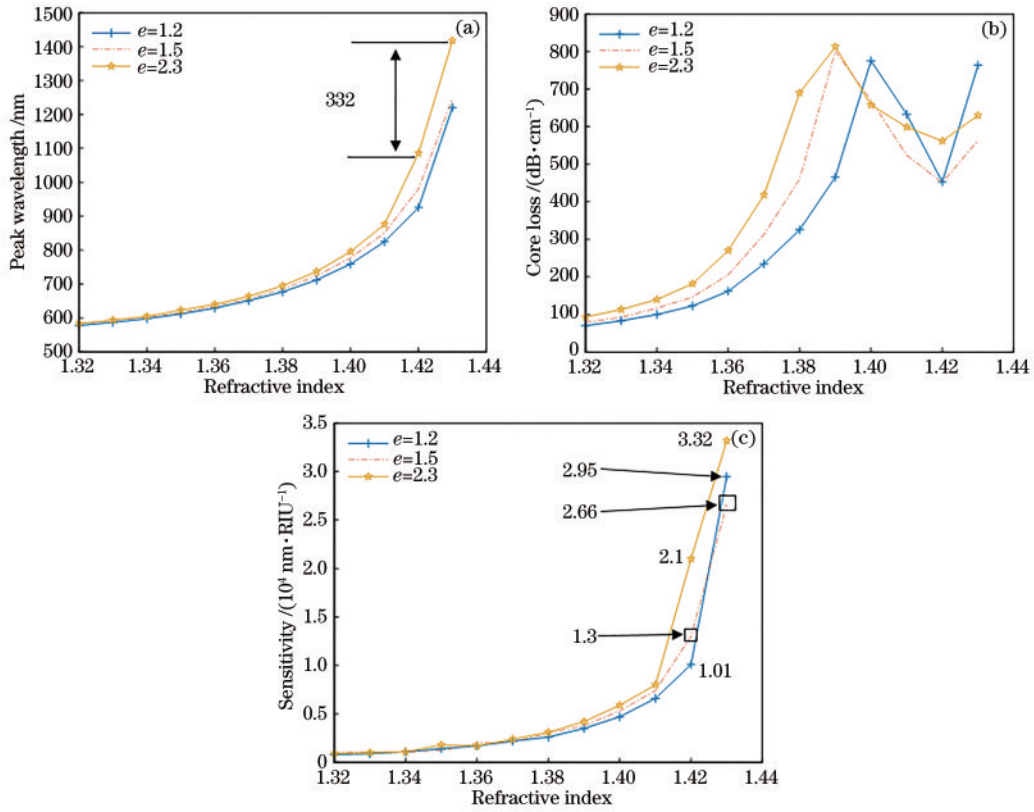 (a)
e=1.2
e=1.5
e=2.3
1500
1400
1300
1200
1100
1000
900
800
700
600
500
Peak wavelength /nm
332
1.32 1.34 1.36 1.38 1.40 1.42 1.44
Refractive index
(b)
e=1.2
e=1.5
e=2.3
900
800
700
600
500
400
300
200
100
0
Core loss /(dB·cm⁻¹)
1.32 1.34 1.36 1.38 1.40 1.42 1.44
Refractive index
(c)
e=1.2
e=1.5
e=2.3
3.5
3.0
2.5
2.0
1.5
1.0
0.5
0
Sensitivity /(10⁴ nm·RIU⁻¹)
3.32
2.95
2.66
2.1
1.3
1.01
1.32 1.34 1.36 1.38 1.40 1.42 1.44
Refractive index